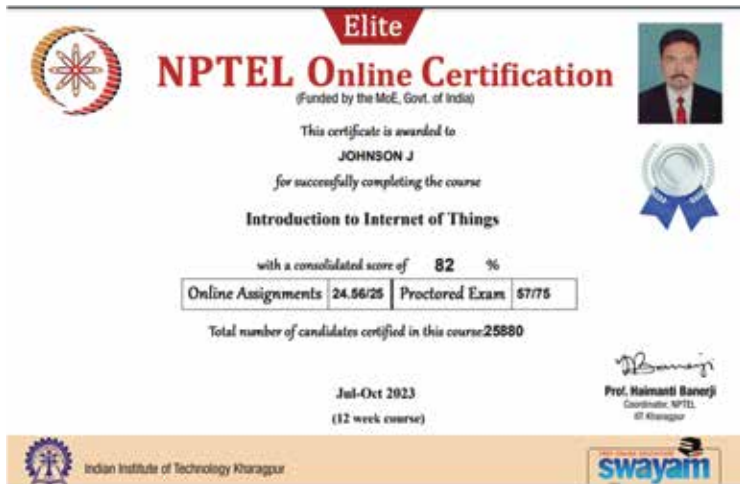 Elite
NPTEL Online Certification
(Funded by the MoE, Govt. of India)
This certificate is awarded to
JOHNSON J
for successfully completing the course
Introduction to Internet of Things
with a consolidated score of 82 %
Online Assignments 24.56/25 Proctored Exam 57/75
Total number of candidates certified in this course:25880
Jul-Oct 2023
(12 week course)
Prof. Haimanti Banerji
Coordinator, NPTEL
IIT Kharagpur
Indian Institute of Technology Kharagpur
swayam